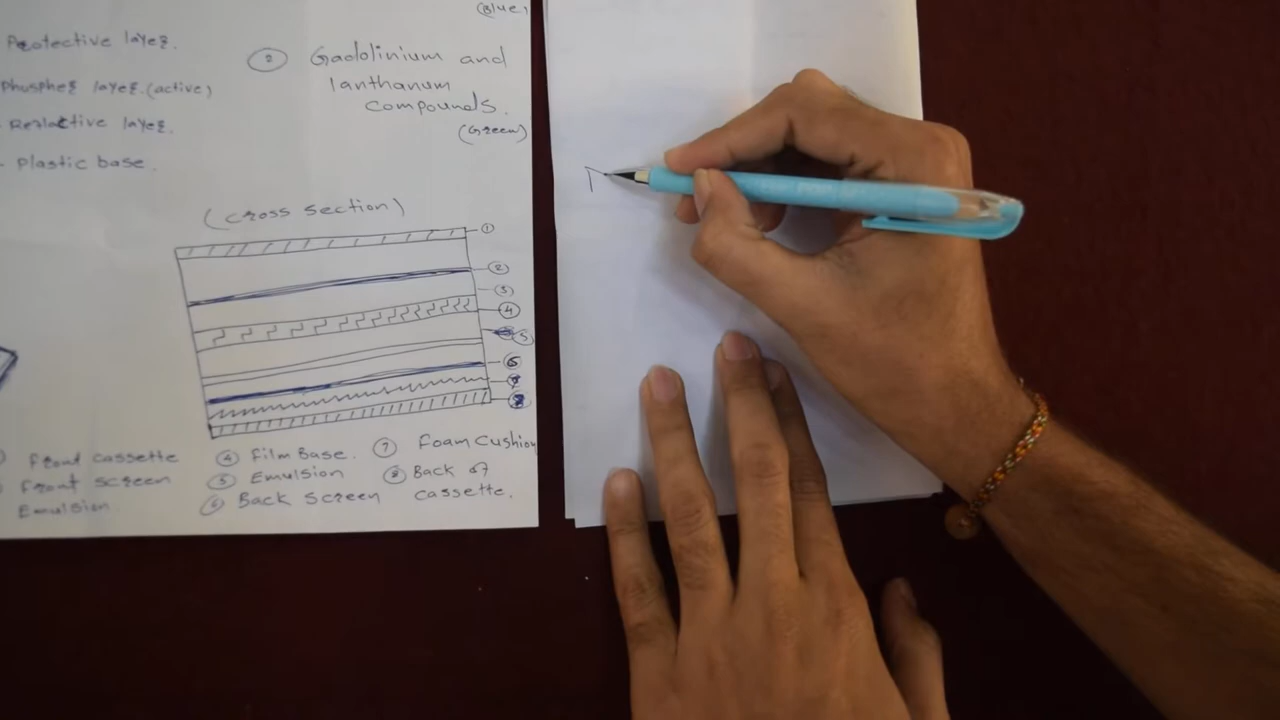 (Blue)
Protective layer.
Phospher layer.(active)
Reflective layer.
- Plastic base.
② Gadolinium and
lanthanum
compounds.
(Green)
(cross section)
①
②
③
④
⑤
⑥
⑦
⑧
Front cassette
Front screen
Emulsion
④ Film Base.
⑤ Emulsion
⑥ Back screen
⑦ Foam Cushion
⑧ Back of
cassette.